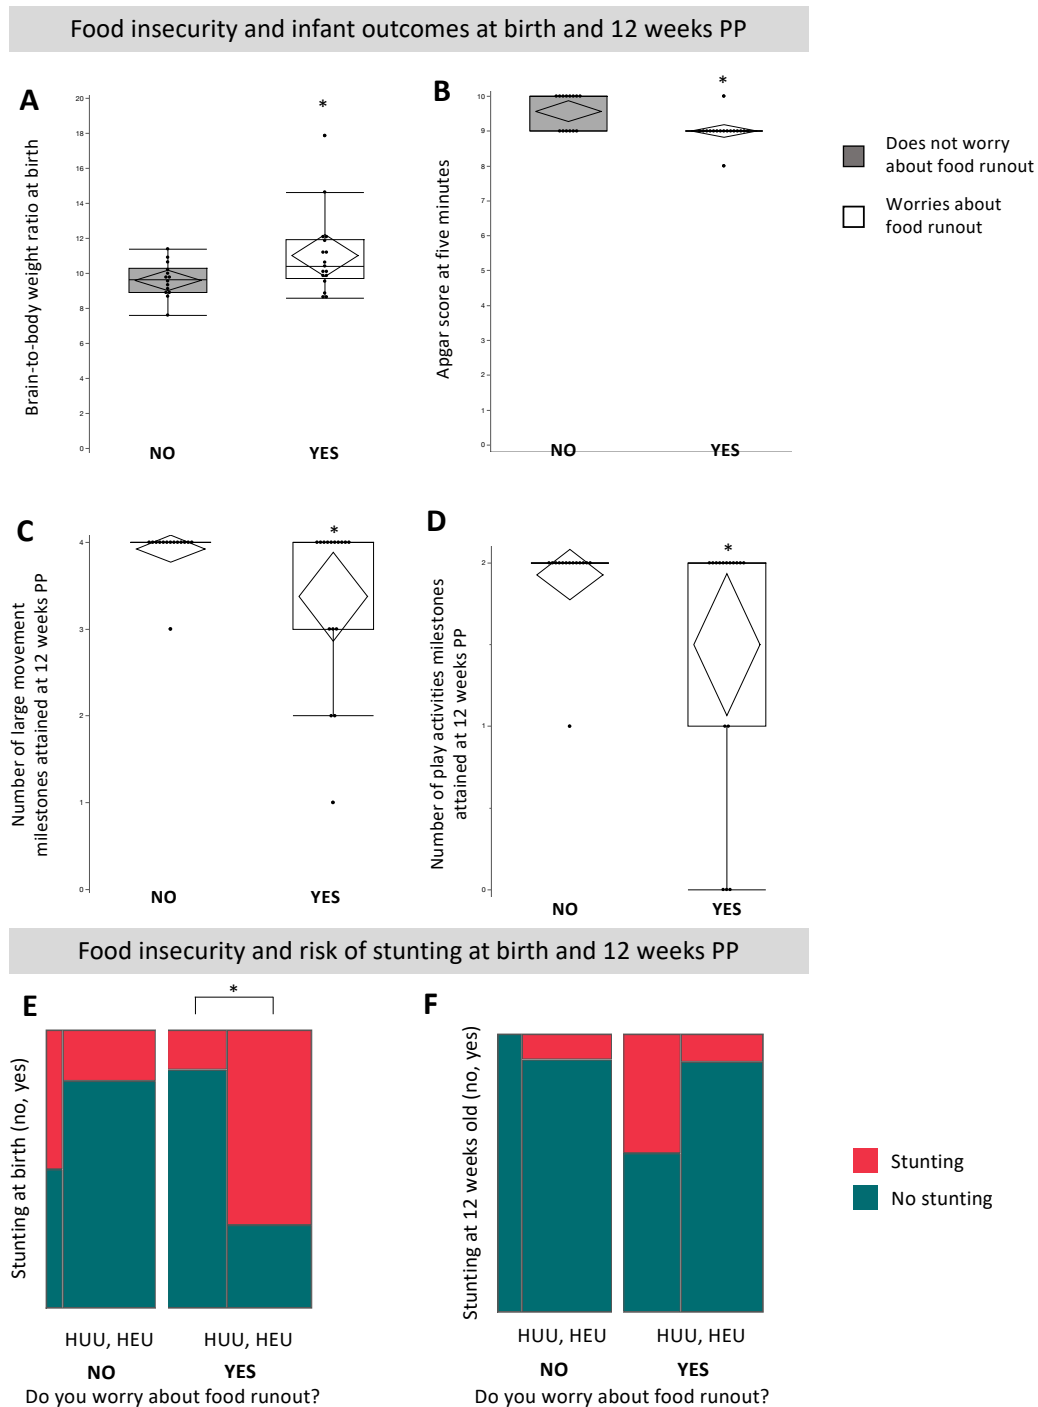 Food insecurity and infant outcomes at birth and 12 weeks PP
A
Brain-to-body weight ratio at birth
20
18
16
14
12
10
8
6
4
2
0
*
NO
YES
B
Apgar score at five minutes
10
9
8
7
6
5
4
3
2
1
0
*
NO
YES
Does not worry
about food runout
Worries about
food runout
C
Number of large movement
milestones attained at 12 weeks PP
4
3
2
1
0
*
NO
YES
D
Number of play activities milestones
attained at 12 weeks PP
2
1
0
*
NO
YES
Food insecurity and risk of stunting at birth and 12 weeks PP
E
Stunting at birth (no, yes)
*
HUU, HEU
HUU, HEU
NO
YES
Do you worry about food runout?
F
Stunting at 12 weeks old (no, yes)
HUU, HEU
HUU, HEU
NO
YES
Do you worry about food runout?
Stunting
No stunting